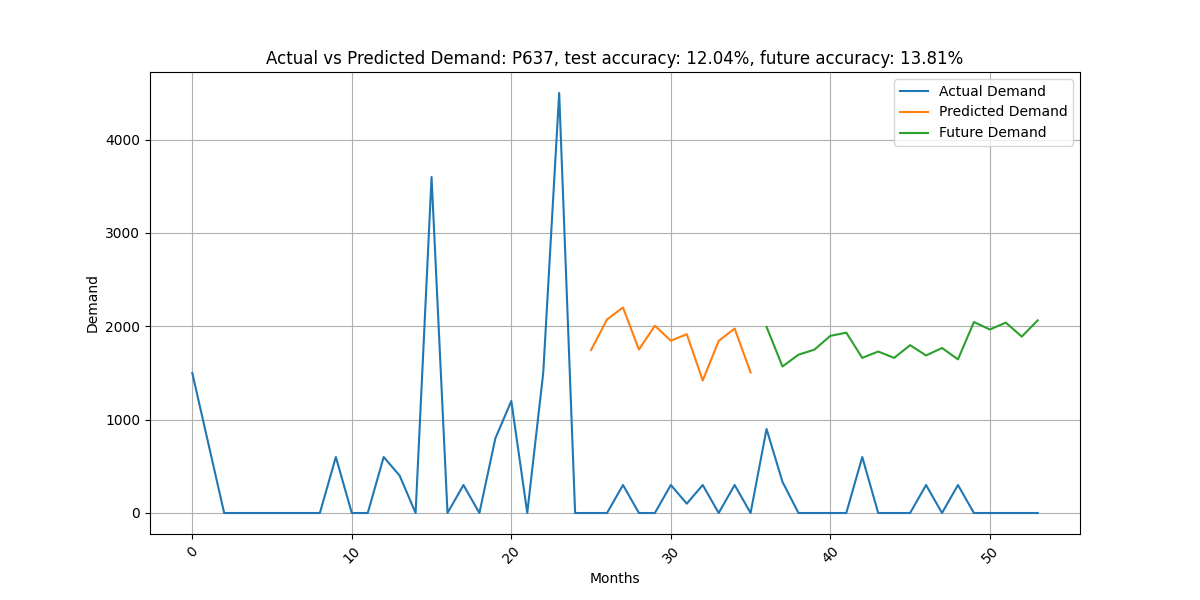 Actual vs Predicted Demand: P637, test accuracy: 12.04%, future accuracy: 13.81%
Actual Demand
Predicted Demand
Future Demand
Demand
4000
3000
2000
1000
0
0
10
20
30
40
50
Months